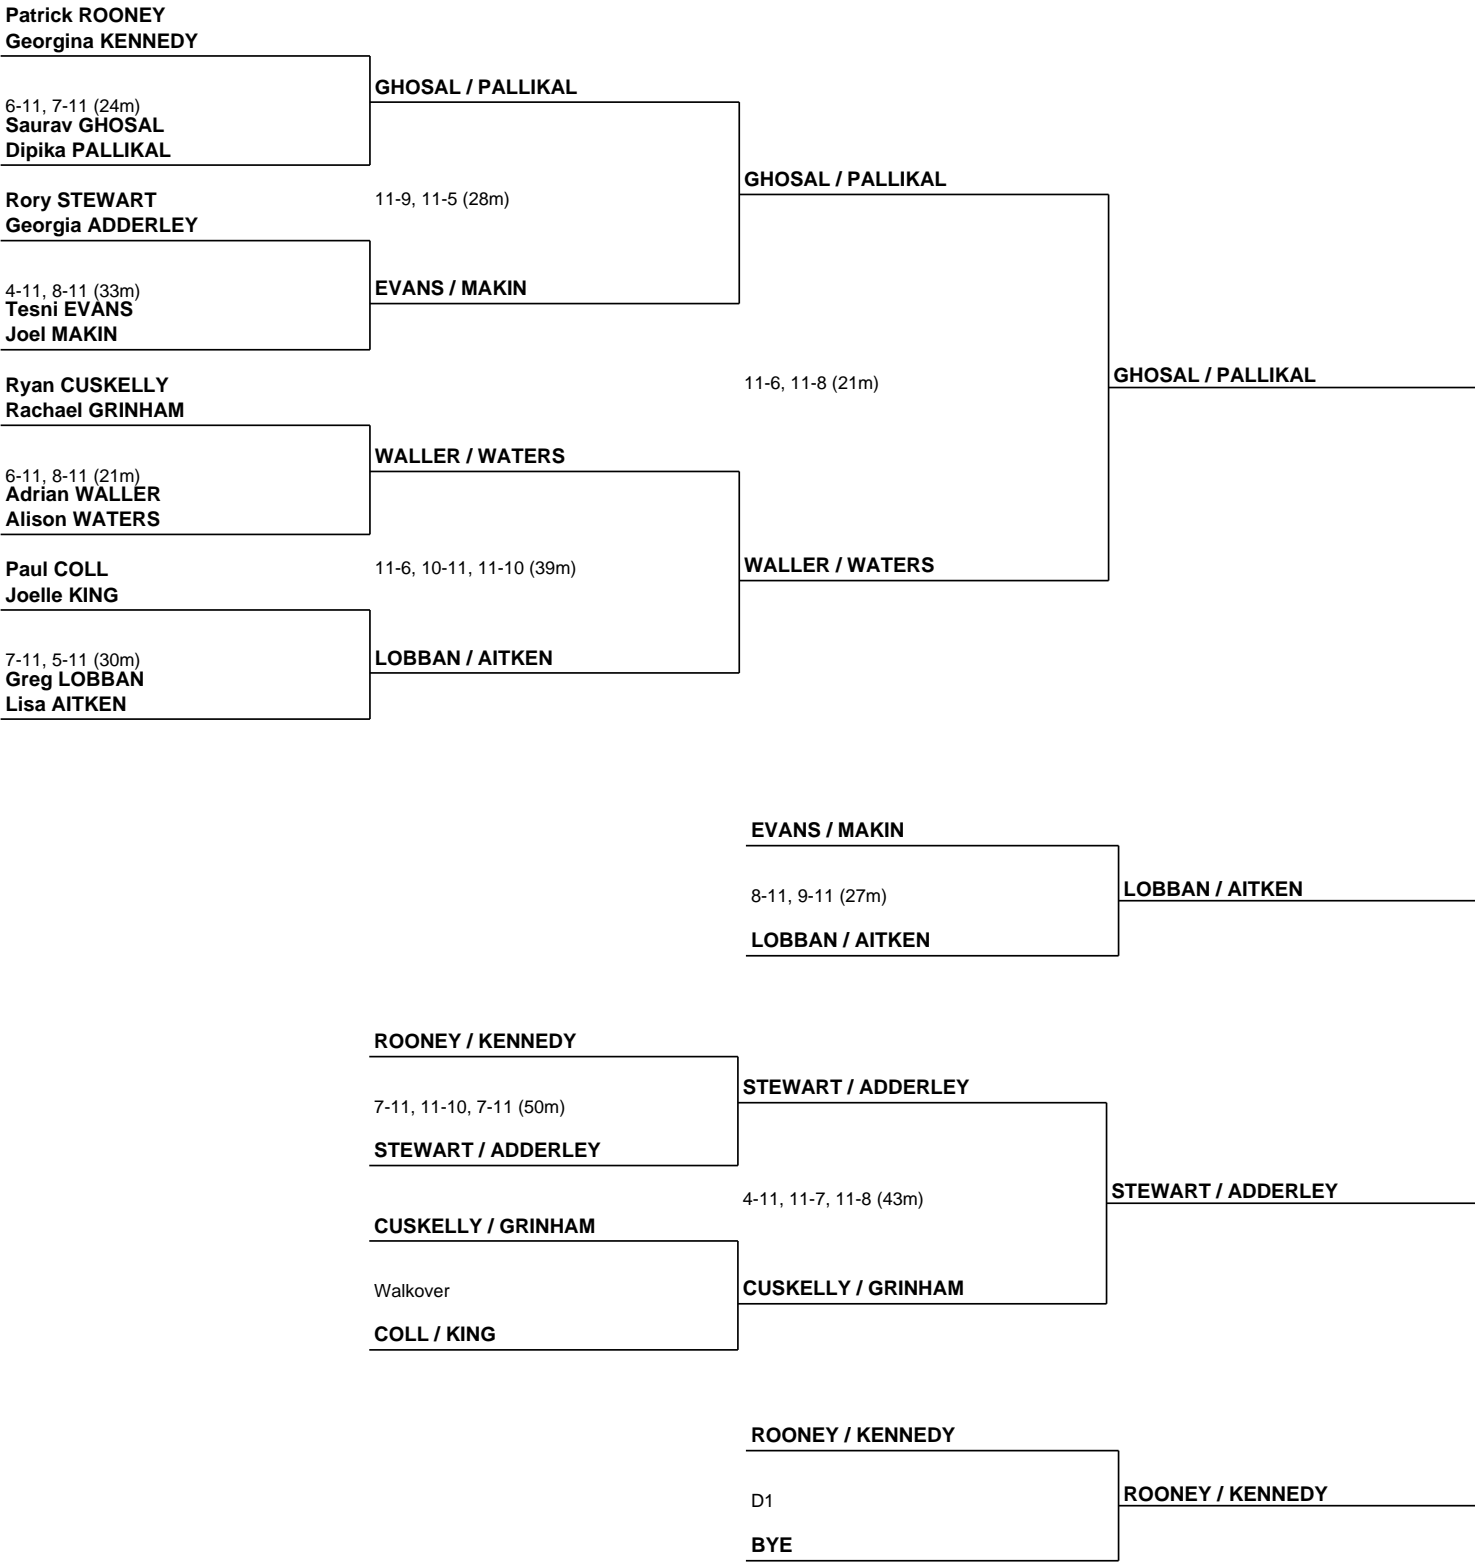 Patrick ROONEY
Georgina KENNEDY
GHOSAL / PALLIKAL
6-11, 7-11 (24m)
Saurav GHOSAL
Dipika PALLIKAL
GHOSAL / PALLIKAL
Rory STEWART
11-9, 11-5 (28m)
Georgia ADDERLEY
EVANS / MAKIN
4-11, 8-11 (33m)
Tesni EVANS
Joel MAKIN
GHOSAL / PALLIKAL
Ryan CUSKELLY
11-6, 11-8 (21m)
Rachael GRINHAM
WALLER / WATERS
6-11, 8-11 (21m)
Adrian WALLER
Alison WATERS
WALLER / WATERS
Paul COLL
11-6, 10-11, 11-10 (39m)
Joelle KING
LOBBAN / AITKEN
7-11, 5-11 (30m)
Greg LOBBAN
Lisa AITKEN
EVANS / MAKIN
LOBBAN / AITKEN
8-11, 9-11 (27m)
LOBBAN / AITKEN
ROONEY / KENNEDY
STEWART / ADDERLEY
7-11, 11-10, 7-11 (50m)
STEWART / ADDERLEY
STEWART / ADDERLEY
4-11, 11-7, 11-8 (43m)
CUSKELLY / GRINHAM
Walkover
CUSKELLY / GRINHAM
COLL / KING
ROONEY / KENNEDY
ROONEY / KENNEDY
D1
BYE